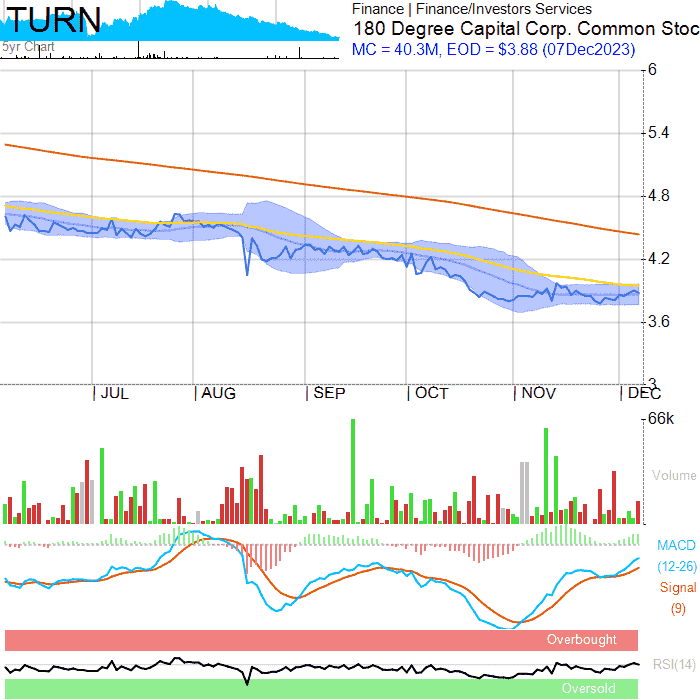 TURN
Finance | Finance/Investors Services
180 Degree Capital Corp. Common Stoc
MC = 40.3M, EOD = $3.88 (07Dec2023)
5yr Chart
6
5.4
4.8
4.2
3.6
3
JUL
AUG
SEP
OCT
NOV
DEC
66k
Volume
MACD
(12-26)
Signal
(9)
Overbought
RSI(14)
Oversold